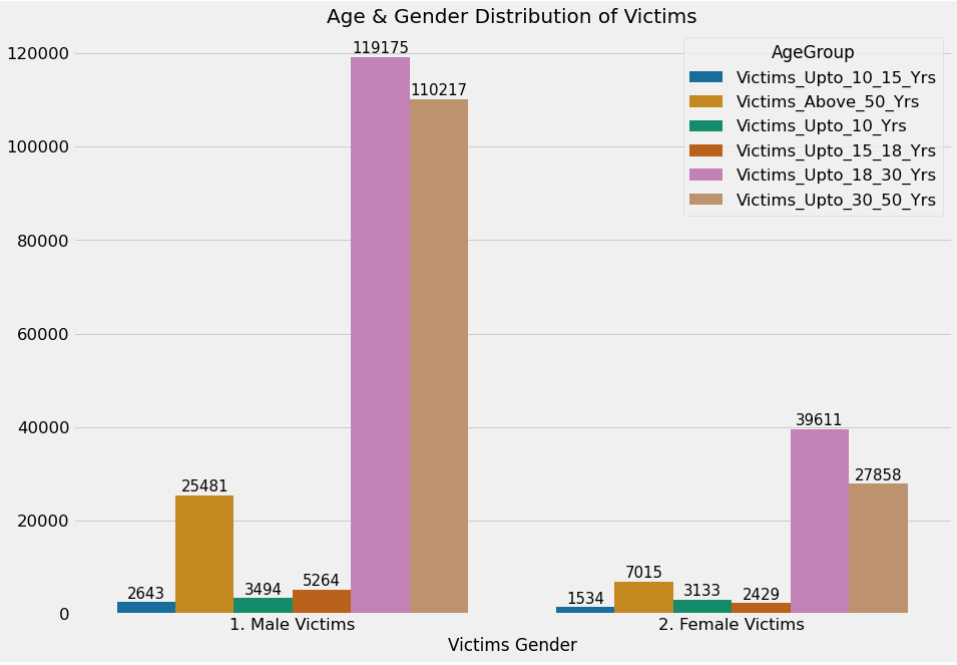 Age & Gender Distribution of Victims
120000
100000
80000
60000
40000
20000
0
119175
110217
25481
2643
3494
5264
39611
27858
7015
1534
3133
2429
AgeGroup
Victims_Upto_10_15_Yrs
Victims_Above_50_Yrs
Victims_Upto_10_Yrs
Victims_Upto_15_18_Yrs
Victims_Upto_18_30_Yrs
Victims_Upto_30_50_Yrs
1. Male Victims
2. Female Victims
Victims Gender